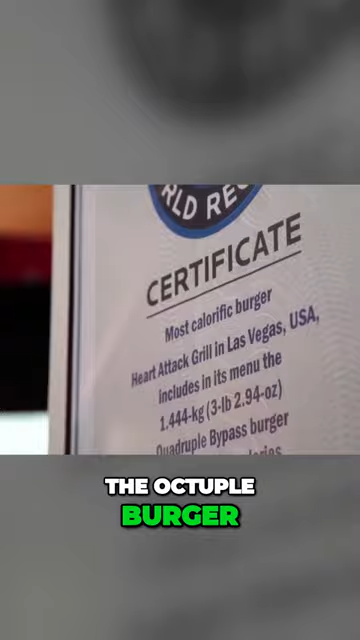 RLD REC
CERTIFICATE
Most calorific burger
Heart Attack Grill in Las Vegas, USA,
includes in its menu the
1.444-kg (3-lb 2.94-oz)
Quadruple Bypass burger
THE OCTUPLE
BURGER